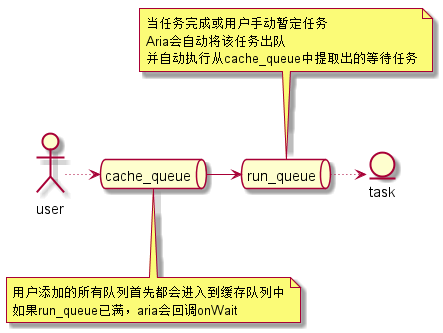 当任务完成或用户手动暂定任务
Aria会自动将该任务出队
并自动执行从cache_queue中提取出的等待任务
user
cache_queue
run_queue
task
用户添加的所有队列首先都会进入到缓存队列中
如果run_queue已满，aria会回调onWait